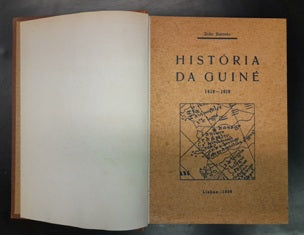 João Barreto
HISTÓRIA
DA GUINÉ
1418—1918
Lisboa—1938